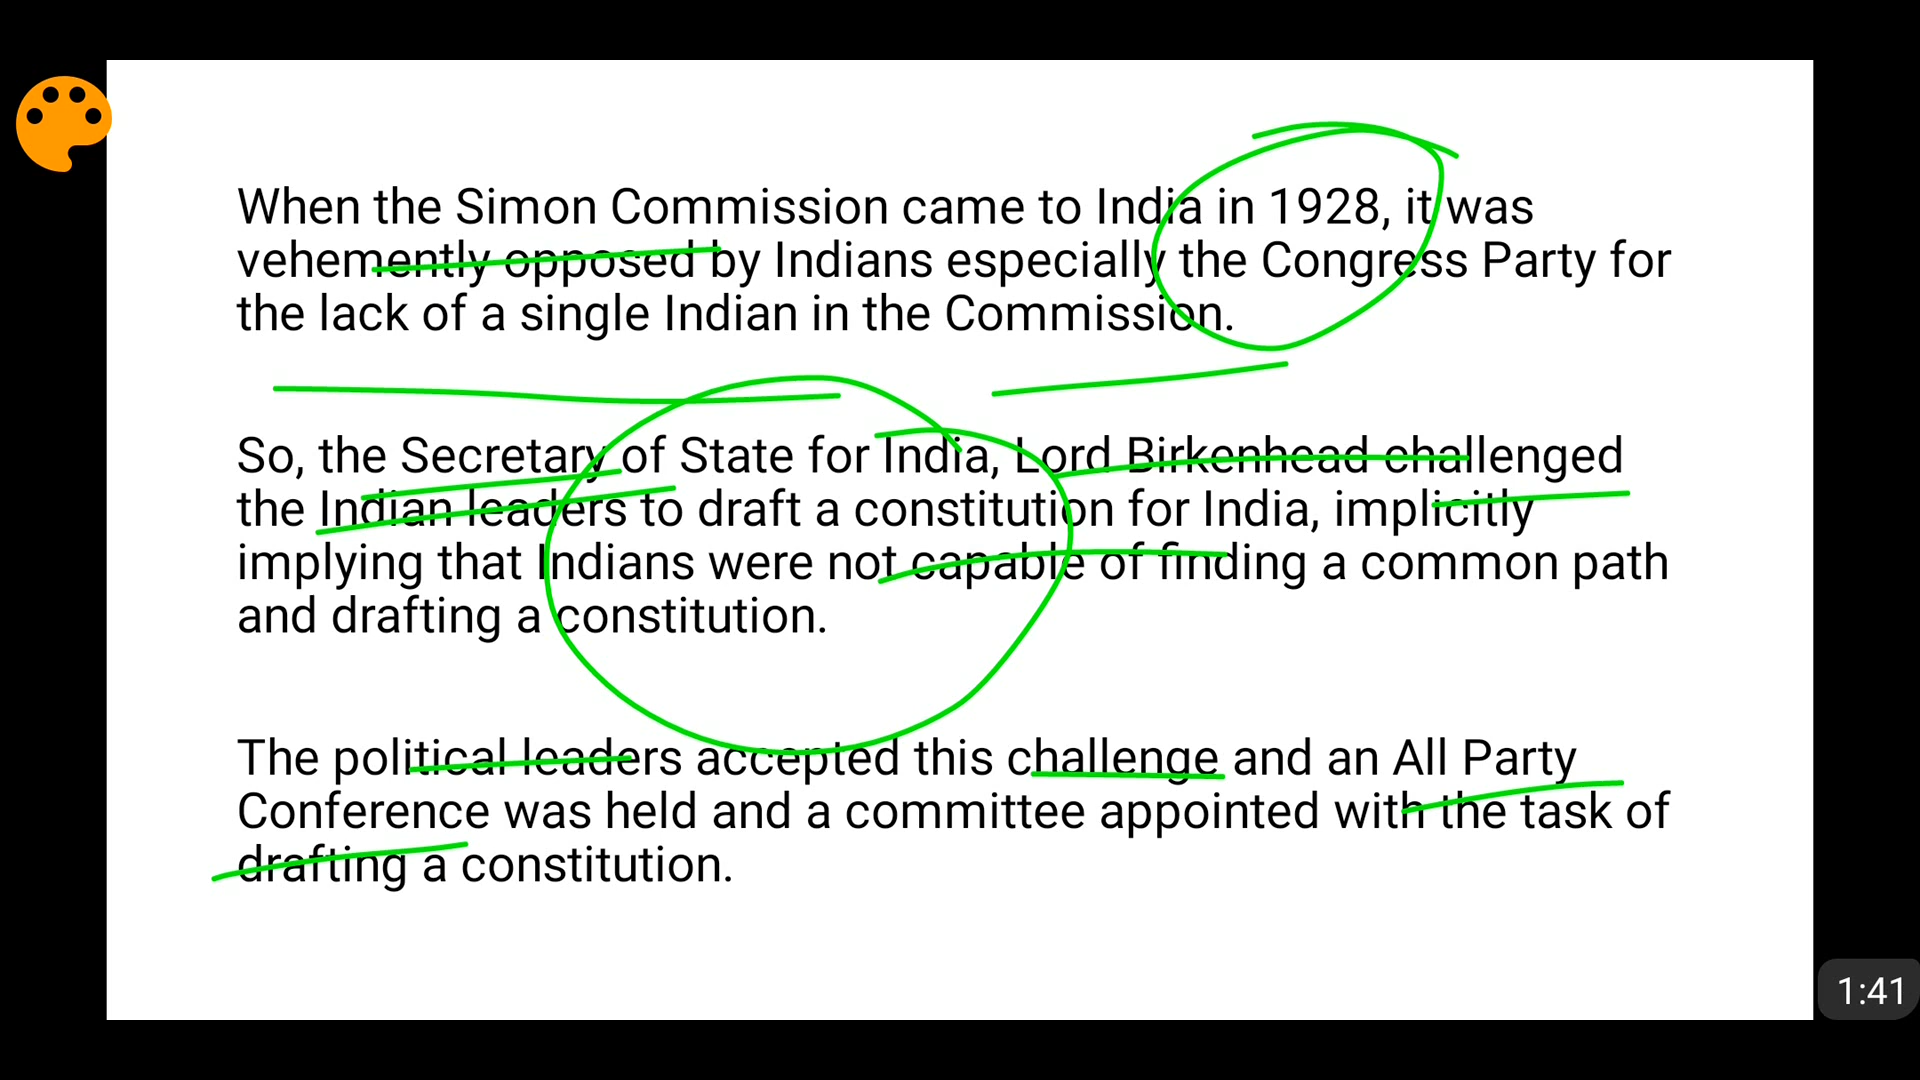 When the Simon Commission came to India in 1928, it was
vehemently opposed by Indians especially the Congress Party for
the lack of a single Indian in the Commission.
So, the Secretary of State for India, Lord Birkenhead challenged
the Indian leaders to draft a constitution for India, implicitly
implying that Indians were not capable of finding a common path
and drafting a constitution.
The political leaders accepted this challenge and an All Party
Conference was held and a committee appointed with the task of
drafting a constitution.
1:41